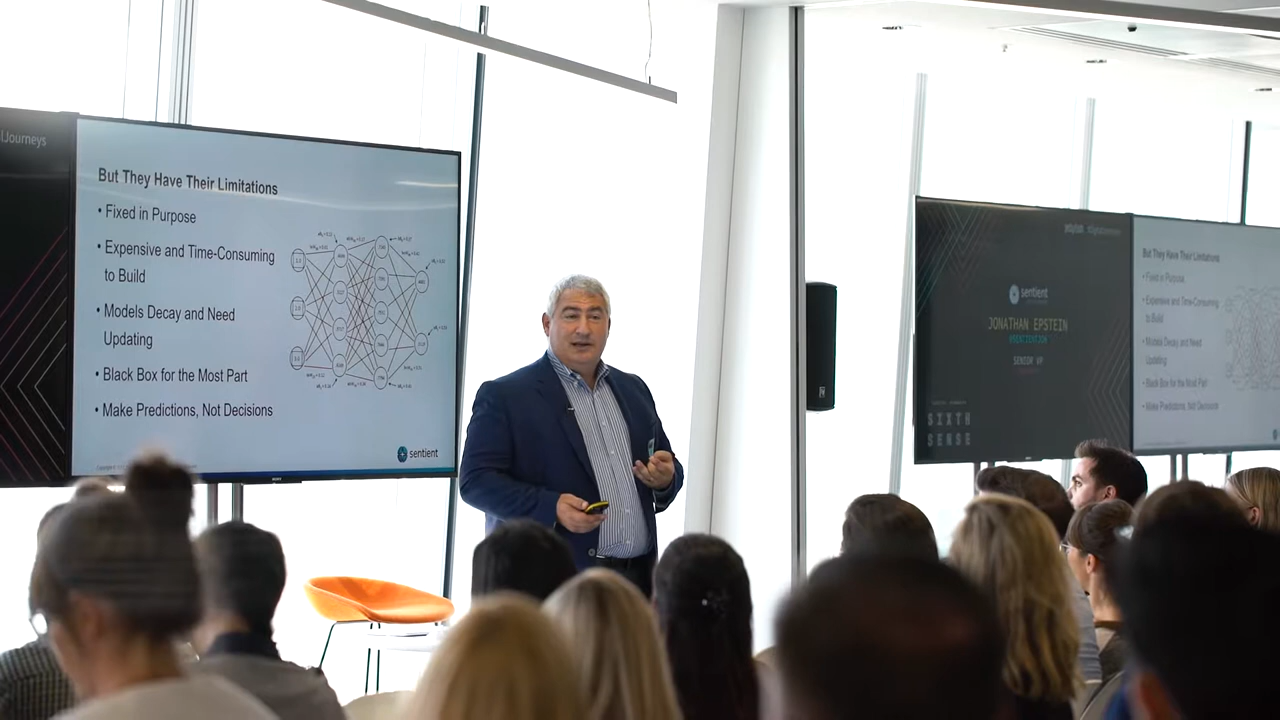 lJourneys
But They Have Their Limitations
• Fixed in Purpose
• Expensive and Time-Consuming
to Build
• Models Decay and Need
Updating
• Black Box for the Most Part
• Make Predictions, Not Decisions
sentient
sentient
JONATHAN EPSTEIN
SENIOR VP
SIXTH
SENSE
But They Have Their Limitations
• Fixed in Purpose
• Expensive and Time-Consuming
to Build
• Models Decay and Need
Updating
• Black Box for the Most Part
• Make Predictions, Not Decisions